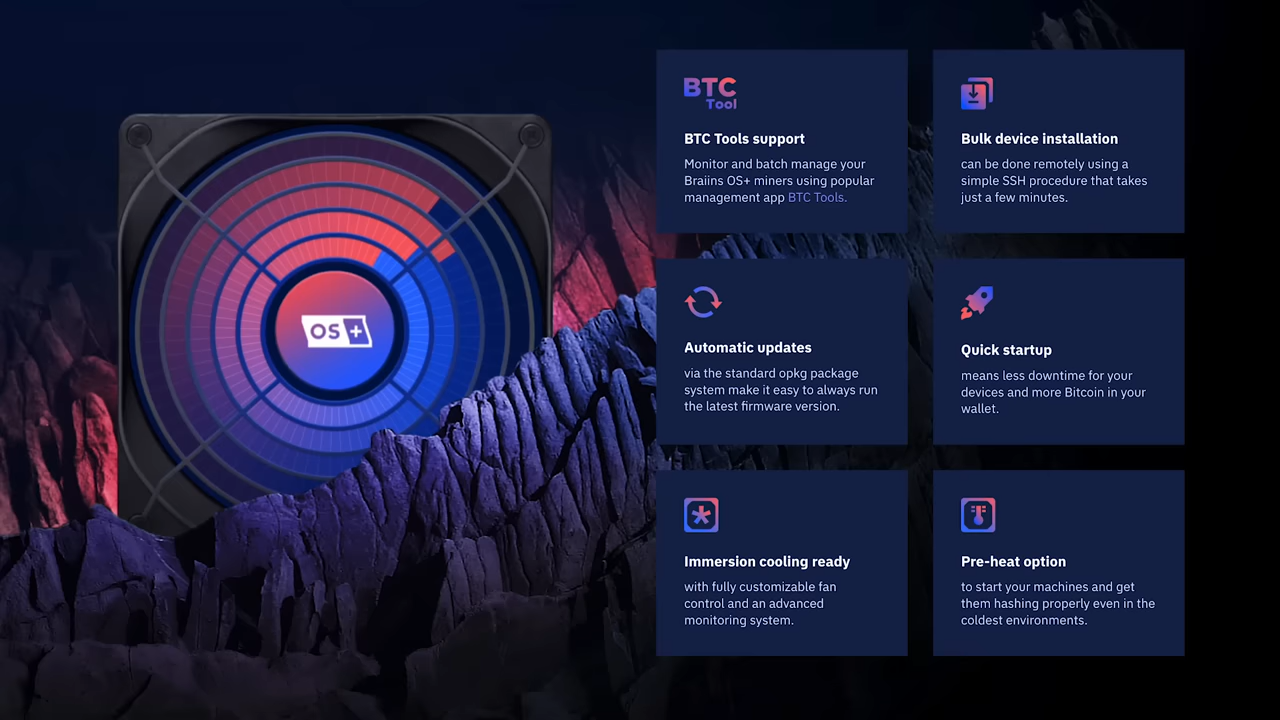 OS+
BTC
Tool
BTC Tools support
Monitor and batch manage your
Braiins OS+ miners using popular
management app BTC Tools.
Bulk device installation
can be done remotely using a
simple SSH procedure that takes
just a few minutes.
Automatic updates
via the standard opkg package
system make it easy to always run
the latest firmware version.
Quick startup
means less downtime for your
devices and more Bitcoin in your
wallet.
Immersion cooling ready
with fully customizable fan
control and an advanced
monitoring system.
Pre-heat option
to start your machines and get
them hashing properly even in the
coldest environments.